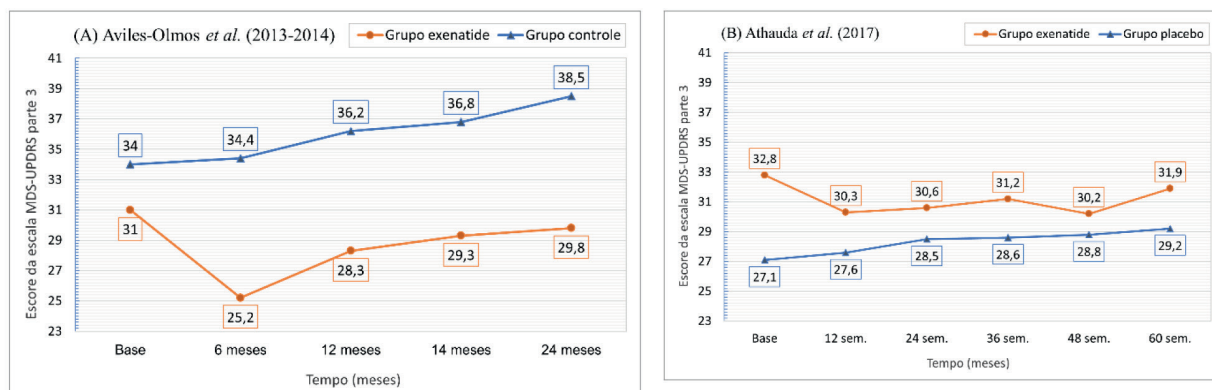 (A) Aviles-Olmos et al. (2013-2014)
Grupo exenatide
Grupo controle
Escore da escala MDS-UPDRS parte 3
41
39
37
35
33
31
29
27
25
23
34
34,4
36,2
36,8
38,5
31
25,2
28,3
29,3
29,8
Base
6 meses
12 meses
14 meses
24 meses
Tempo (meses)
(B) Athauda et al. (2017)
Grupo exenatide
Grupo placebo
Escore da escala MDS-UPDRS parte 3
41
39
37
35
33
31
29
27
25
23
32,8
30,3
30,6
31,2
30,2
31,9
27,1
27,6
28,5
28,6
28,8
29,2
Base
12 sem.
24 sem.
36 sem.
48 sem.
60 sem.
Tempo (meses)